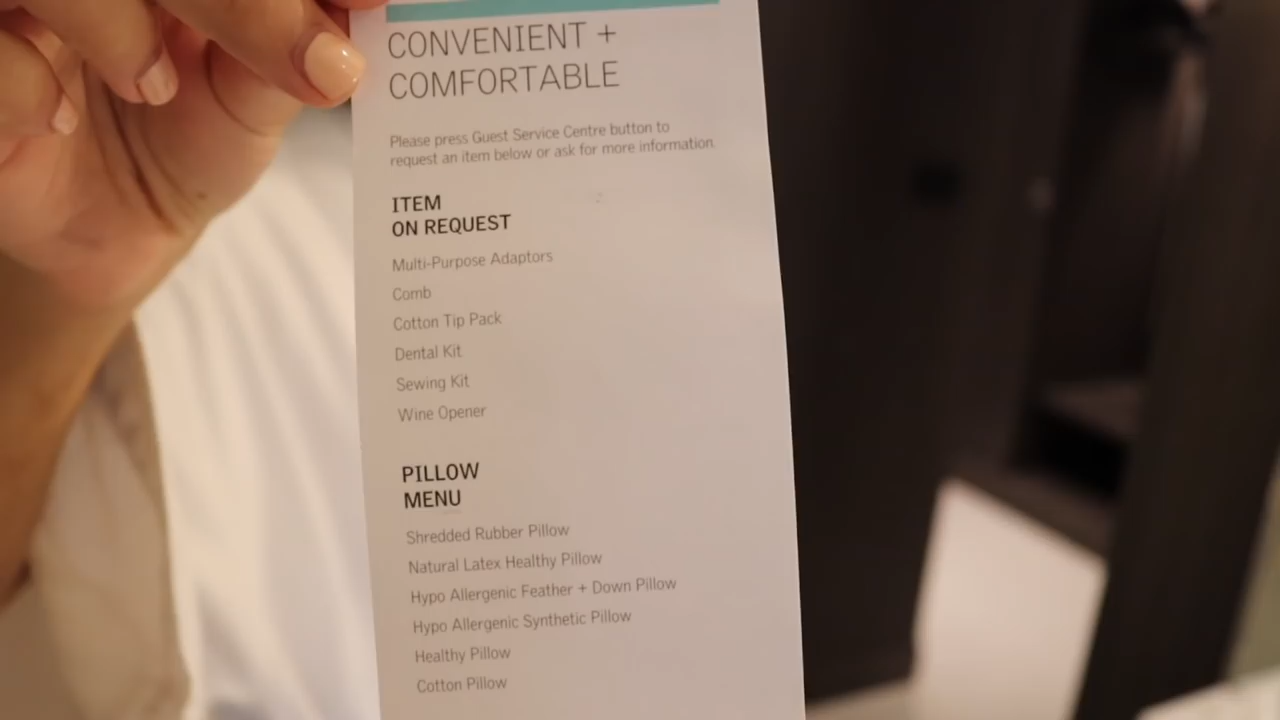 CONVENIENT +
COMFORTABLE
Please press Guest Service Centre button to
request an item below or ask for more information.
ITEM
ON REQUEST
Multi-Purpose Adaptors
Comb
Cotton Tip Pack
Dental Kit
Sewing Kit
Wine Opener
PILLOW
MENU
Shredded Rubber Pillow
Natural Latex Healthy Pillow
Hypo Allergenic Feather + Down Pillow
Hypo Allergenic Synthetic Pillow
Healthy Pillow
Cotton Pillow